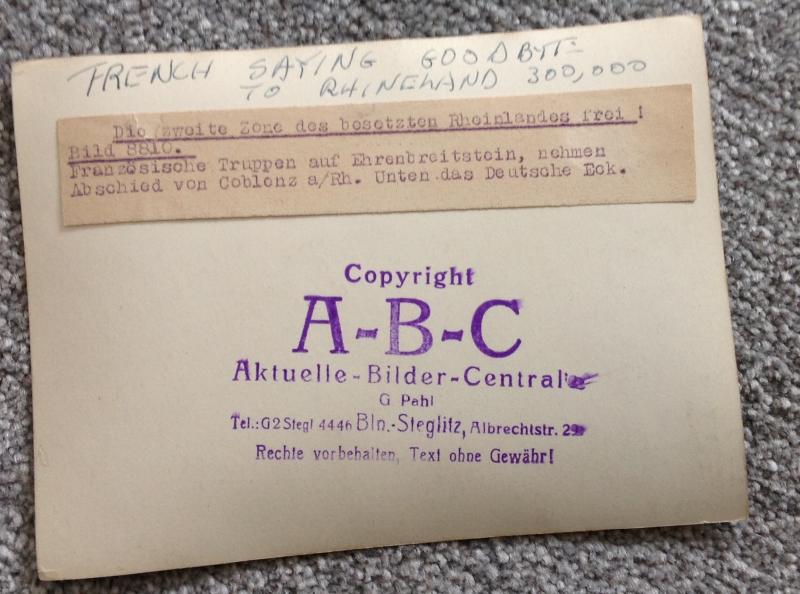 FRENCH SAYING GOODBYE
TO RHINELAND 300,000
Die zweite Zone des besetzten Rheinlandes frei !
Bild 8810.
Französische Truppen auf Ehrenbreitstein, nehmen
Abschied von Coblenz a/Rh. Unten das Deutsche Eck.
Copyright
A-B-C
Aktuelle-Bilder-Centrale
G Pahl
Tel.: G2 Stegl 4446 Bln.-Steglitz, Albrechtstr. 29
Rechte vorbehalten, Text ohne Gewähr!